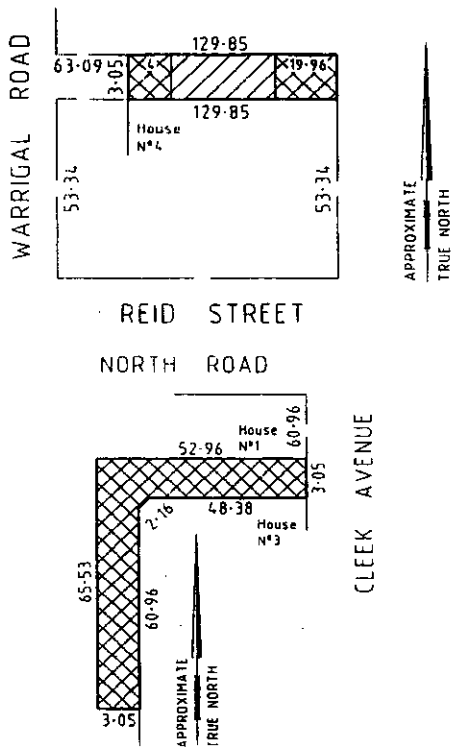 WARRIGAL ROAD
129·85
63·09
3·05
4
19·96
129·85
House
Nº4
53·34
53·34
APPROXIMATE
TRUE NORTH
REID STREET
NORTH ROAD
House
Nº1
60·96
52·96
3·05
CLEEK AVENUE
2·16
48·38
House
Nº3
65·53
60·96
3·05
APPROXIMATE
TRUE NORTH